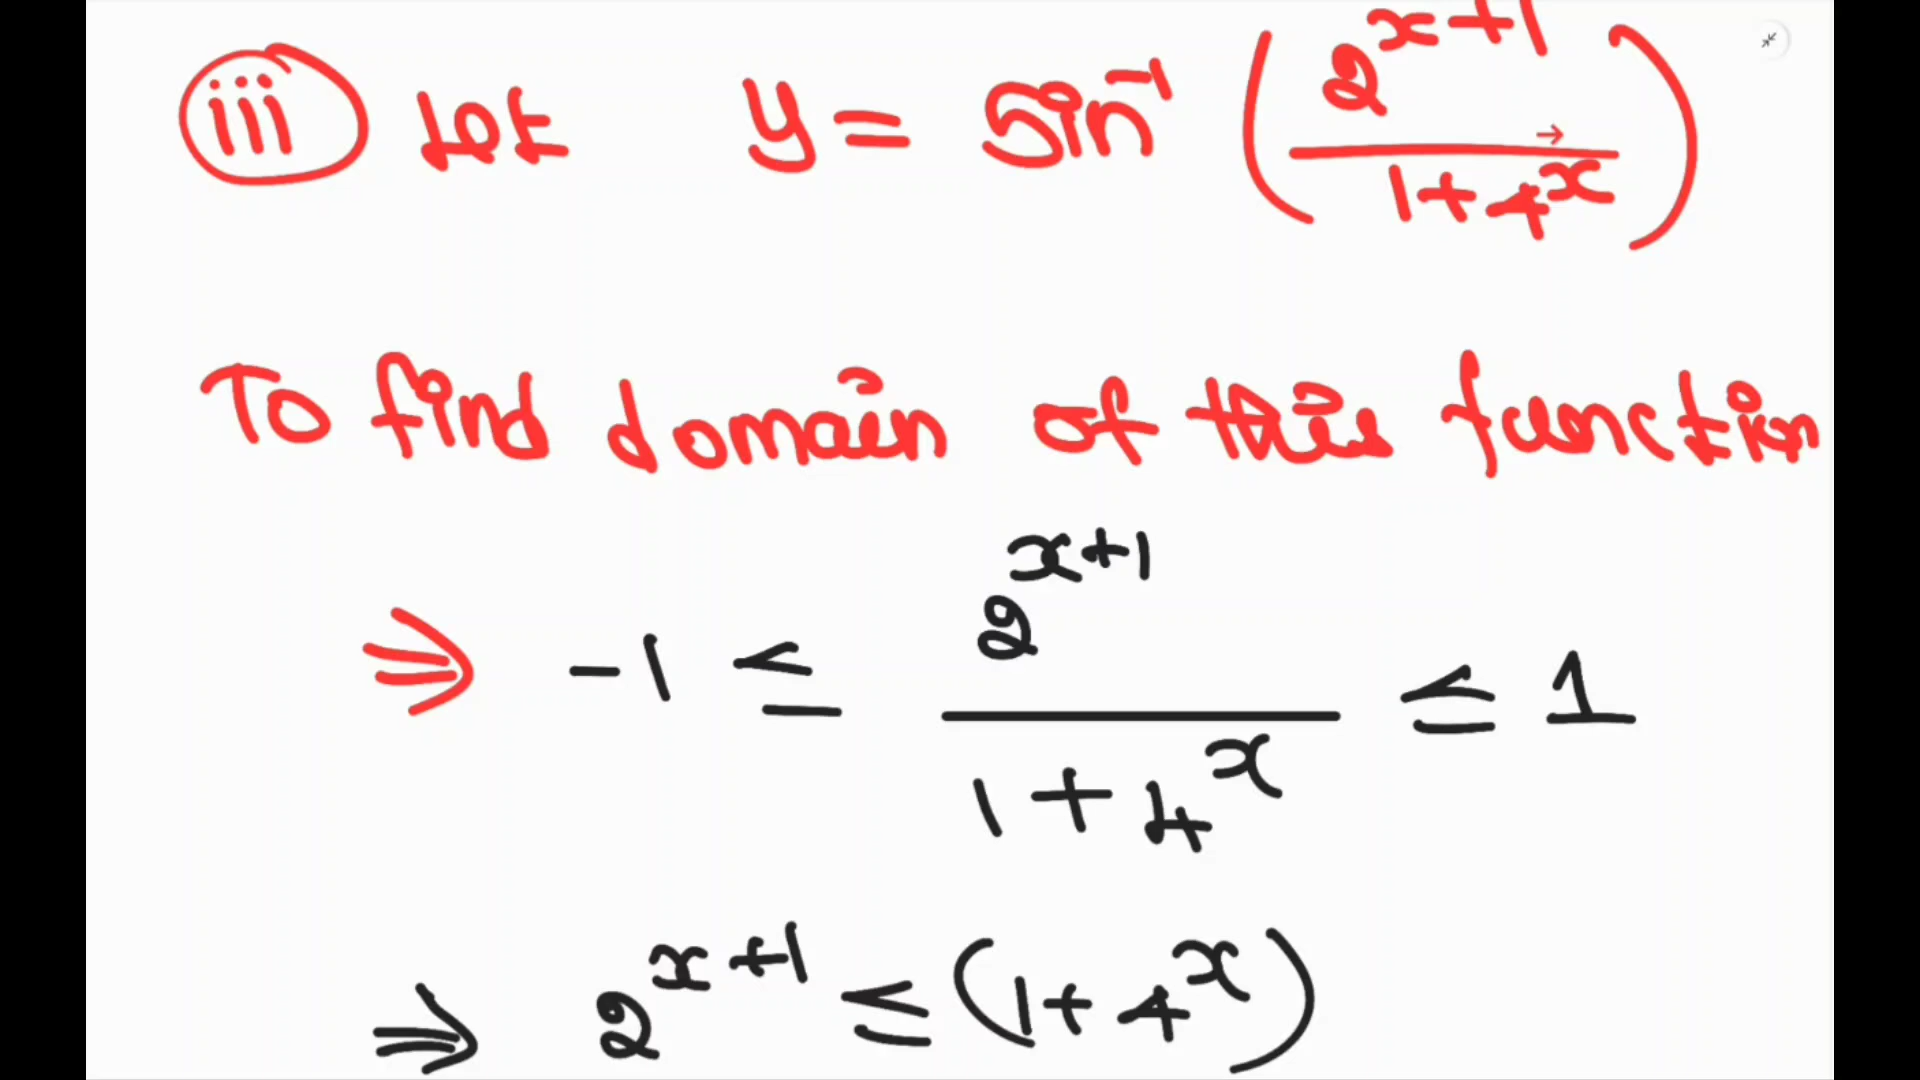 iii Let y = sin⁻¹ (2^(x+1) / 1+4^x)
To find domain of this function
⇒ -1 ≤ 2^(x+1) / 1+4^x ≤ 1
⇒ 2^(x+1) ≤ (1+4^x)